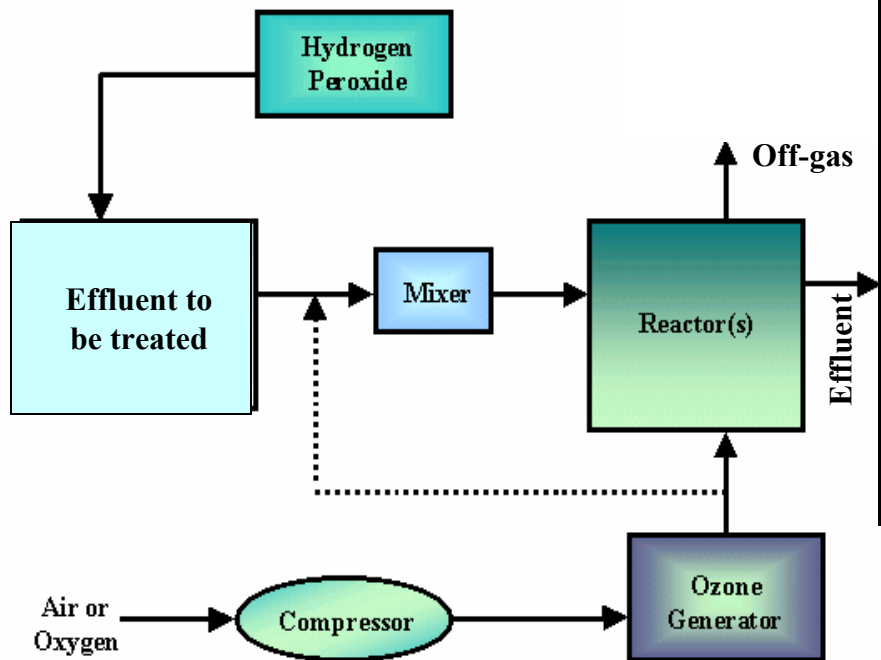 Hydrogen
Peroxide
Off-gas
Effluent to
be treated
Mixer
Reactor(s)
Effluent
Air or
Oxygen
Compressor
Ozone
Generator